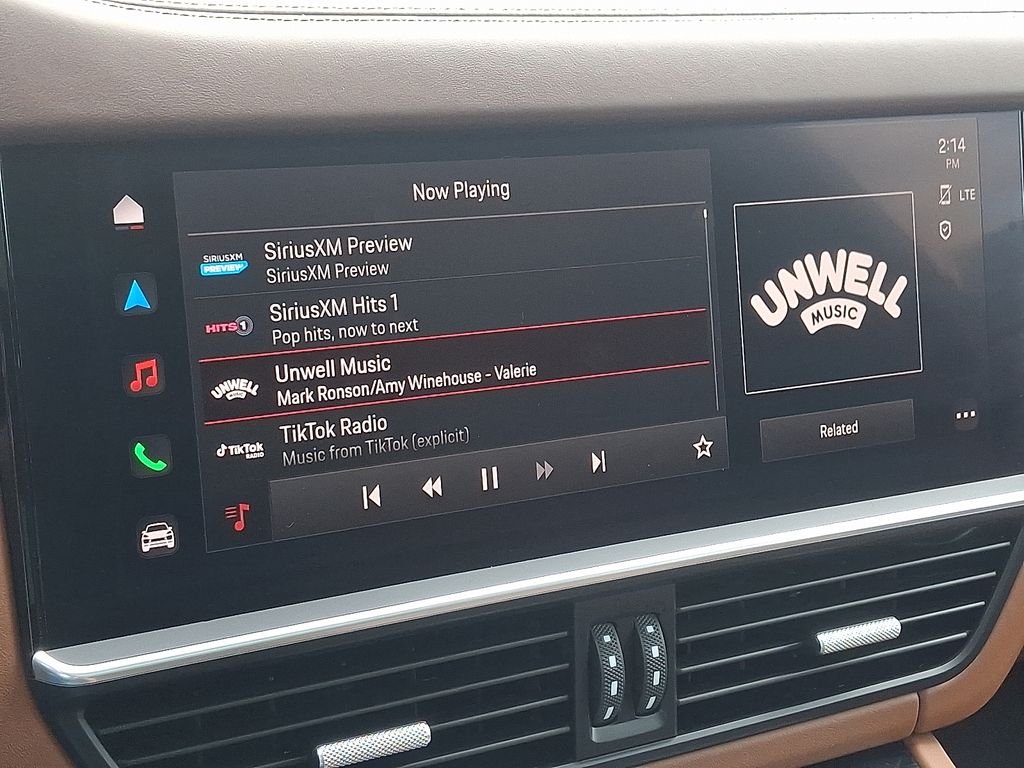 Now Playing
SIRIUSXM
PREVIEW
SiriusXM Preview
SiriusXM Preview
HITS 1
SiriusXM Hits 1
Pop hits, now to next
UNWELL
MUSIC
Unwell Music
Mark Ronson/Amy Winehouse - Valerie
TikTok
RADIO
TikTok Radio
Music from TikTok (explicit)
UNWELL
MUSIC
Related
2:14
PM
LTE